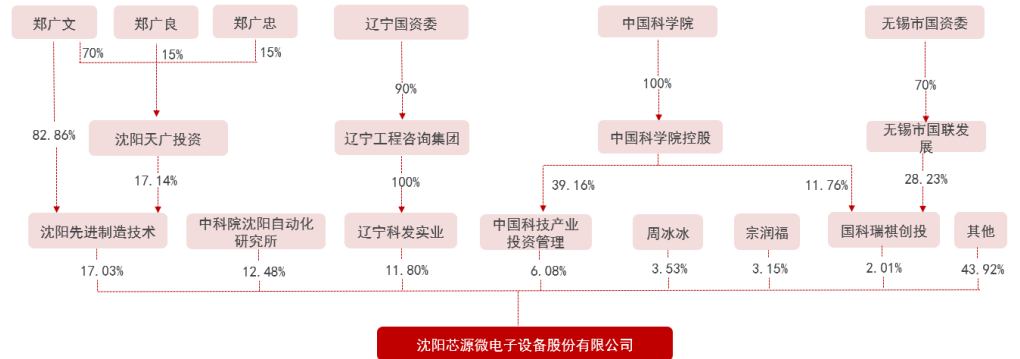 郑广文
郑广良
郑广忠
辽宁国资委
中国科学院
无锡市国资委
70%
15%
15%
90%
100%
70%
82.86%
沈阳天广投资
辽宁工程咨询集团
中国科学院控股
无锡市国联发
展
17.14%
100%
39.16%
11.76%
28.23%
沈阳先进制造技术
中科院沈阳自动化
研究所
辽宁科发实业
中国科技产业
投资管理
周冰冰
宗润福
国科瑞祺创投
其他
17.03%
12.48%
11.80%
6.08%
3.53%
3.15%
2.01%
43.92%
沈阳芯源微电子设备股份有限公司